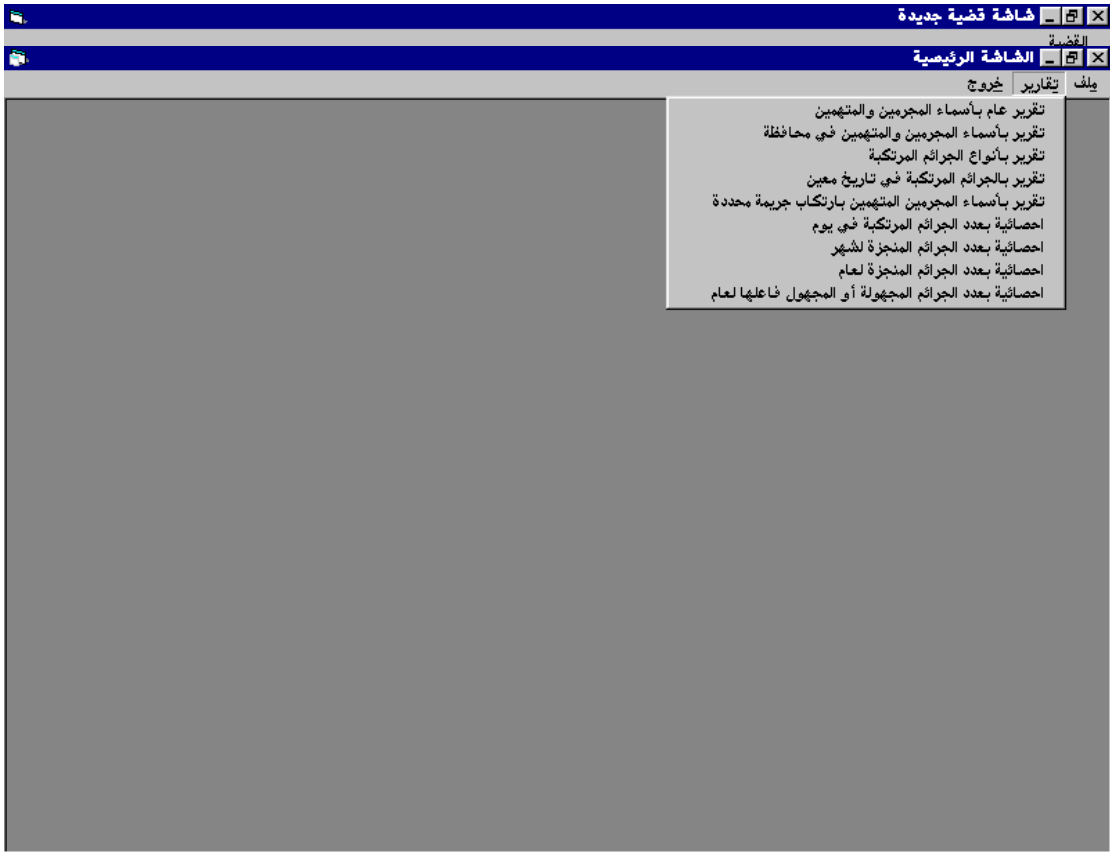 شاشة قضية جديدة
القضية
الشاشة الرئيسية
ملف تقارير خروج
تقرير عام بأسماء المجرمين والمتهمين
تقرير بأسماء المجرمين والمتهمين في محافظة
تقرير بأنواع الجرائم المرتكبة
تقرير بالجرائم المرتكبة في تاريخ معين
تقرير بأسماء المجرمين المتهمين بارتكاب جريمة محددة
احصائية بعدد الجرائم المرتكبة في يوم
احصائية بعدد الجرائم المنجزة لشهر
احصائية بعدد الجرائم المنجزة لعام
احصائية بعدد الجرائم المجهولة أو المجهول فاعلها لعام